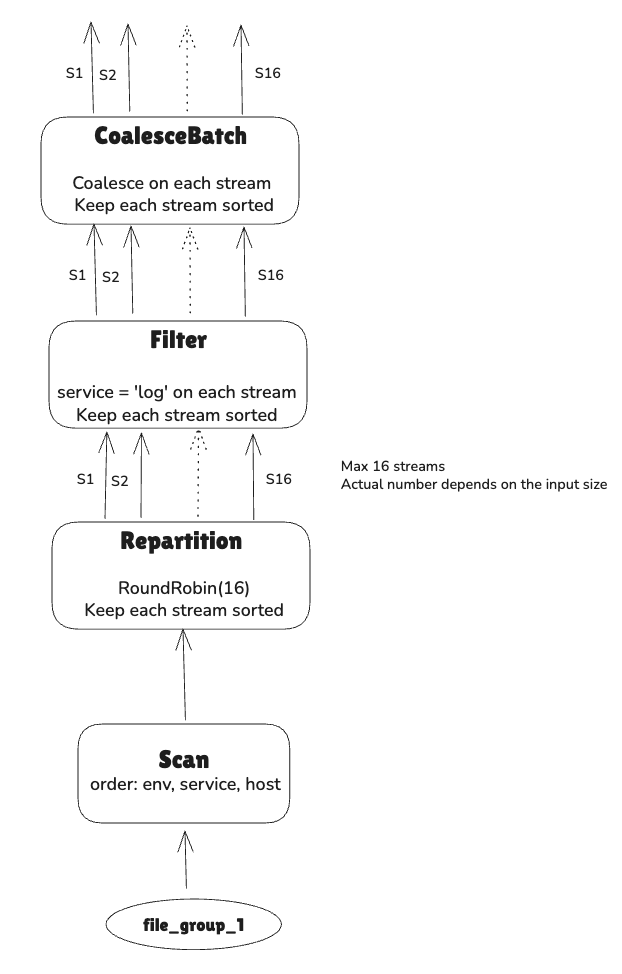 S1
S2
S16
CoalesceBatch
Coalesce on each stream
Keep each stream sorted
S1
S2
S16
Filter
service = 'log' on each stream
Keep each stream sorted
S1
S2
S16
Max 16 streams
Actual number depends on the input size
Repartition
RoundRobin(16)
Keep each stream sorted
Scan
order: env, service, host
file_group_1